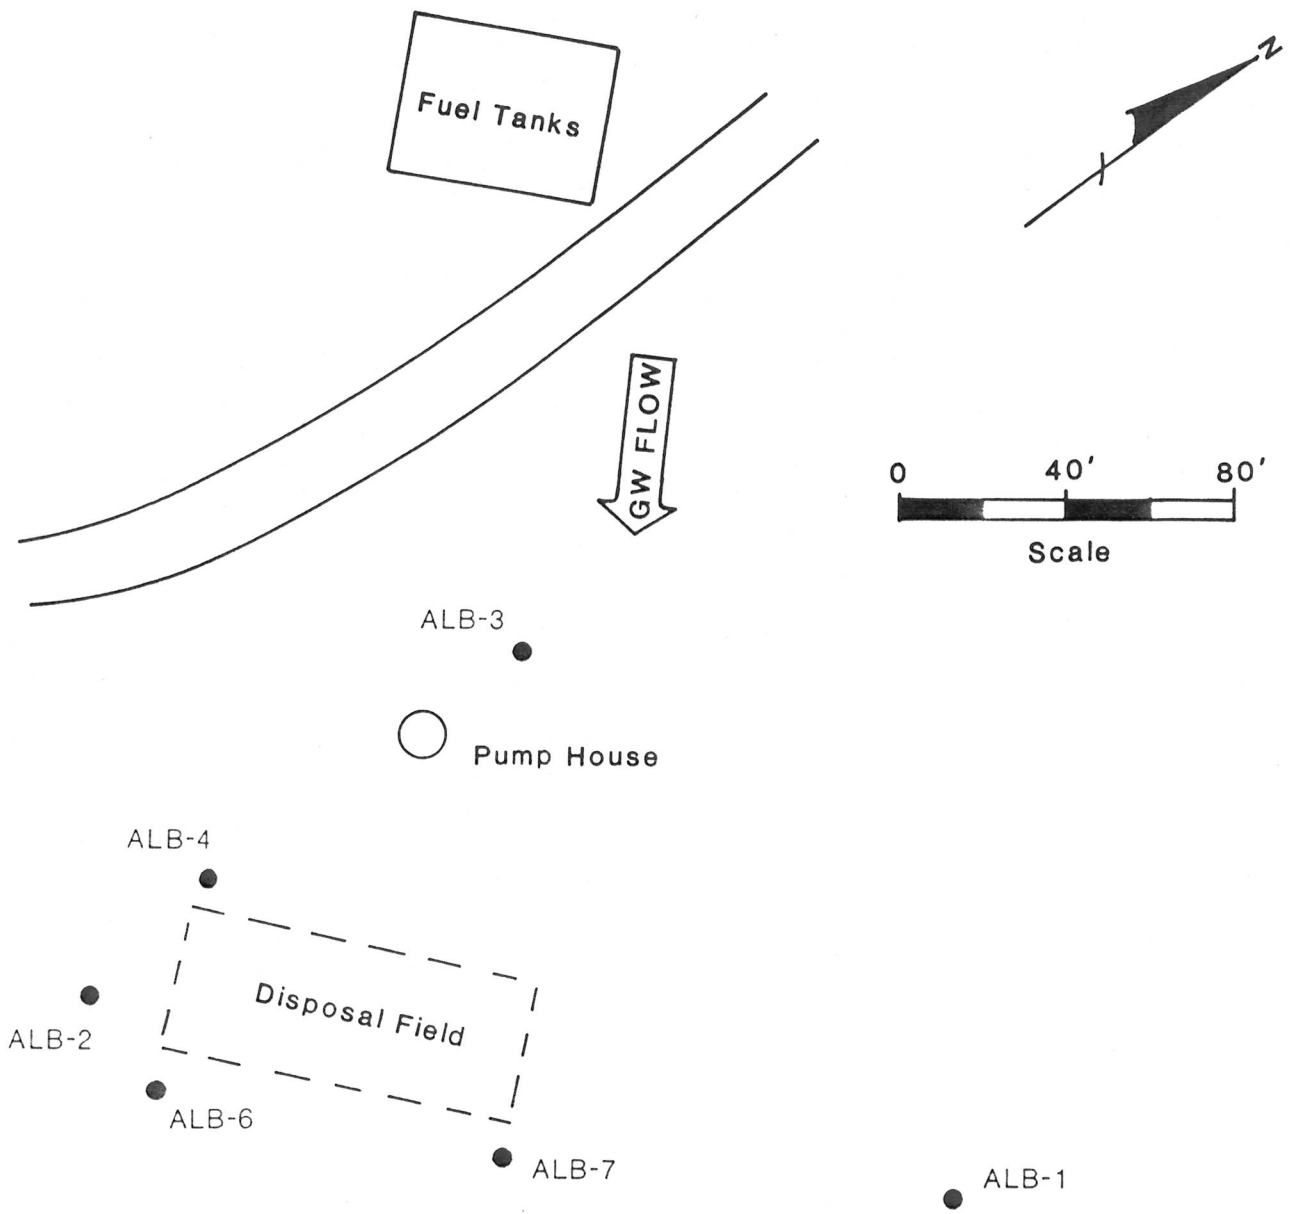 N
Fuel Tanks
GW FLOW
0 40' 80'
Scale
ALB-3
Pump House
ALB-4
Disposal Field
ALB-2
ALB-6
ALB-7
ALB-1